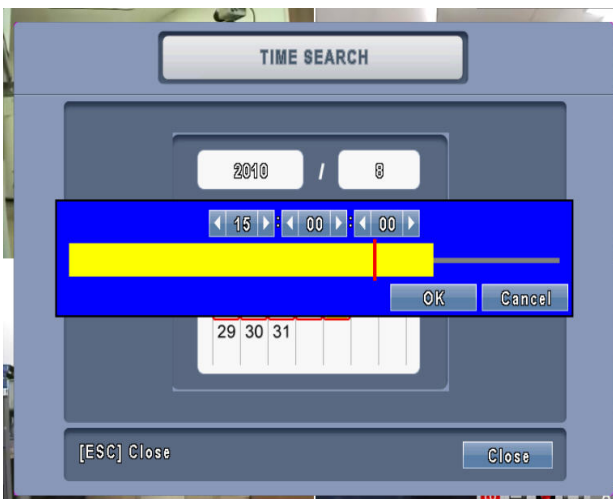 TIME SEARCH
2010 / 8
15 : 00 : 00
OK Cancel
29 30 31
[ESC] Close Close